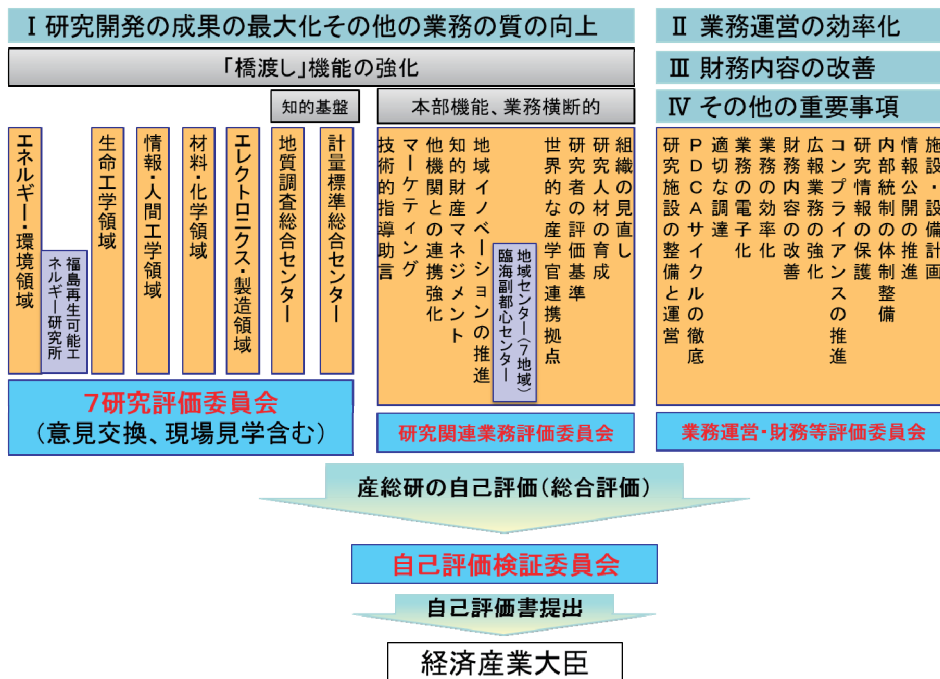 Ⅰ 研究開発の成果の最大化その他の業務の質の向上
「橋渡し」機能の強化
知的基盤
本部機能、業務横断的
Ⅱ 業務運営の効率化
Ⅲ 財務内容の改善
Ⅳ その他の重要事項
エネルギー・環境領域
福島再生可能エ
ネルギー研究所
生命工学領域
情報・人間工学領域
材料・化学領域
エレクトロニクス・製造領域
地質調査総合センター
計量標準総合センター
技術的指導助言
マーケティング
他機関との連携強化
知的財産マネジメント
地域イノベーションの推進
地域センター(7地域)
臨海副都心センター
世界的な産学官連携拠点
研究者の評価基準
研究人材の育成
組織の見直し
研究施設の整備と運営
PDCAサイクルの徹底
適切な調達
業務の電子化
業務の効率化
財務内容の改善
広報業務の強化
コンプライアンスの推進
研究情報の保護
内部統制の体制整備
情報公開の推進
施設・設備計画
7研究評価委員会
(意見交換、現場見学含む)
研究関連業務評価委員会
業務運営・財務等評価委員会
産総研の自己評価(総合評価)
自己評価検証委員会
自己評価書提出
経済産業大臣